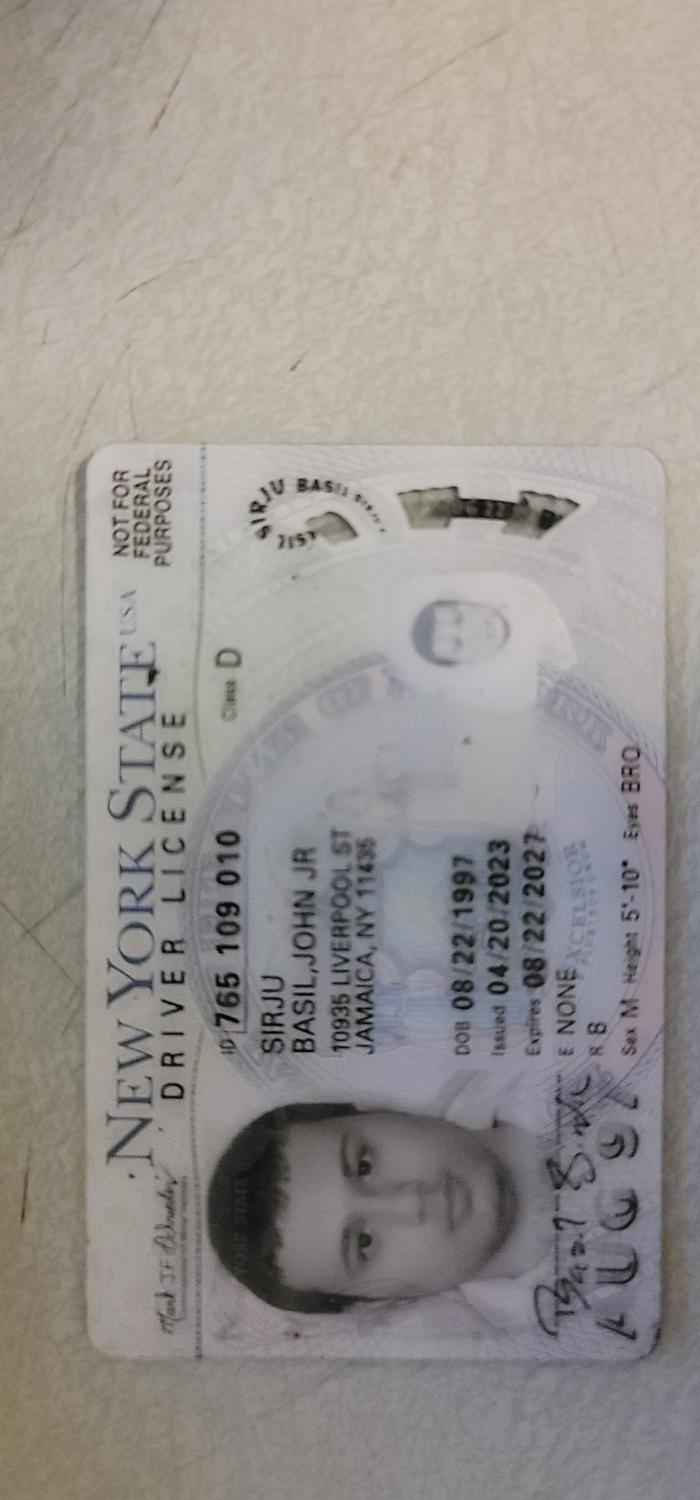 NEW YORK STATE USA
DRIVER LICENSE
NOT FOR
FEDERAL
PURPOSES
ID 765 109 010
Class D
SIRJU
BASIL,JOHN JR
10935 LIVERPOOL ST
JAMAICA, NY 11435
DOB 08/22/1997
Issued 04/20/2023
Expires 08/22/2027
E NONE
R B
Sex M Height 5'-10" Eyes BRO
EXCELSIOR
SIRJU BASIL